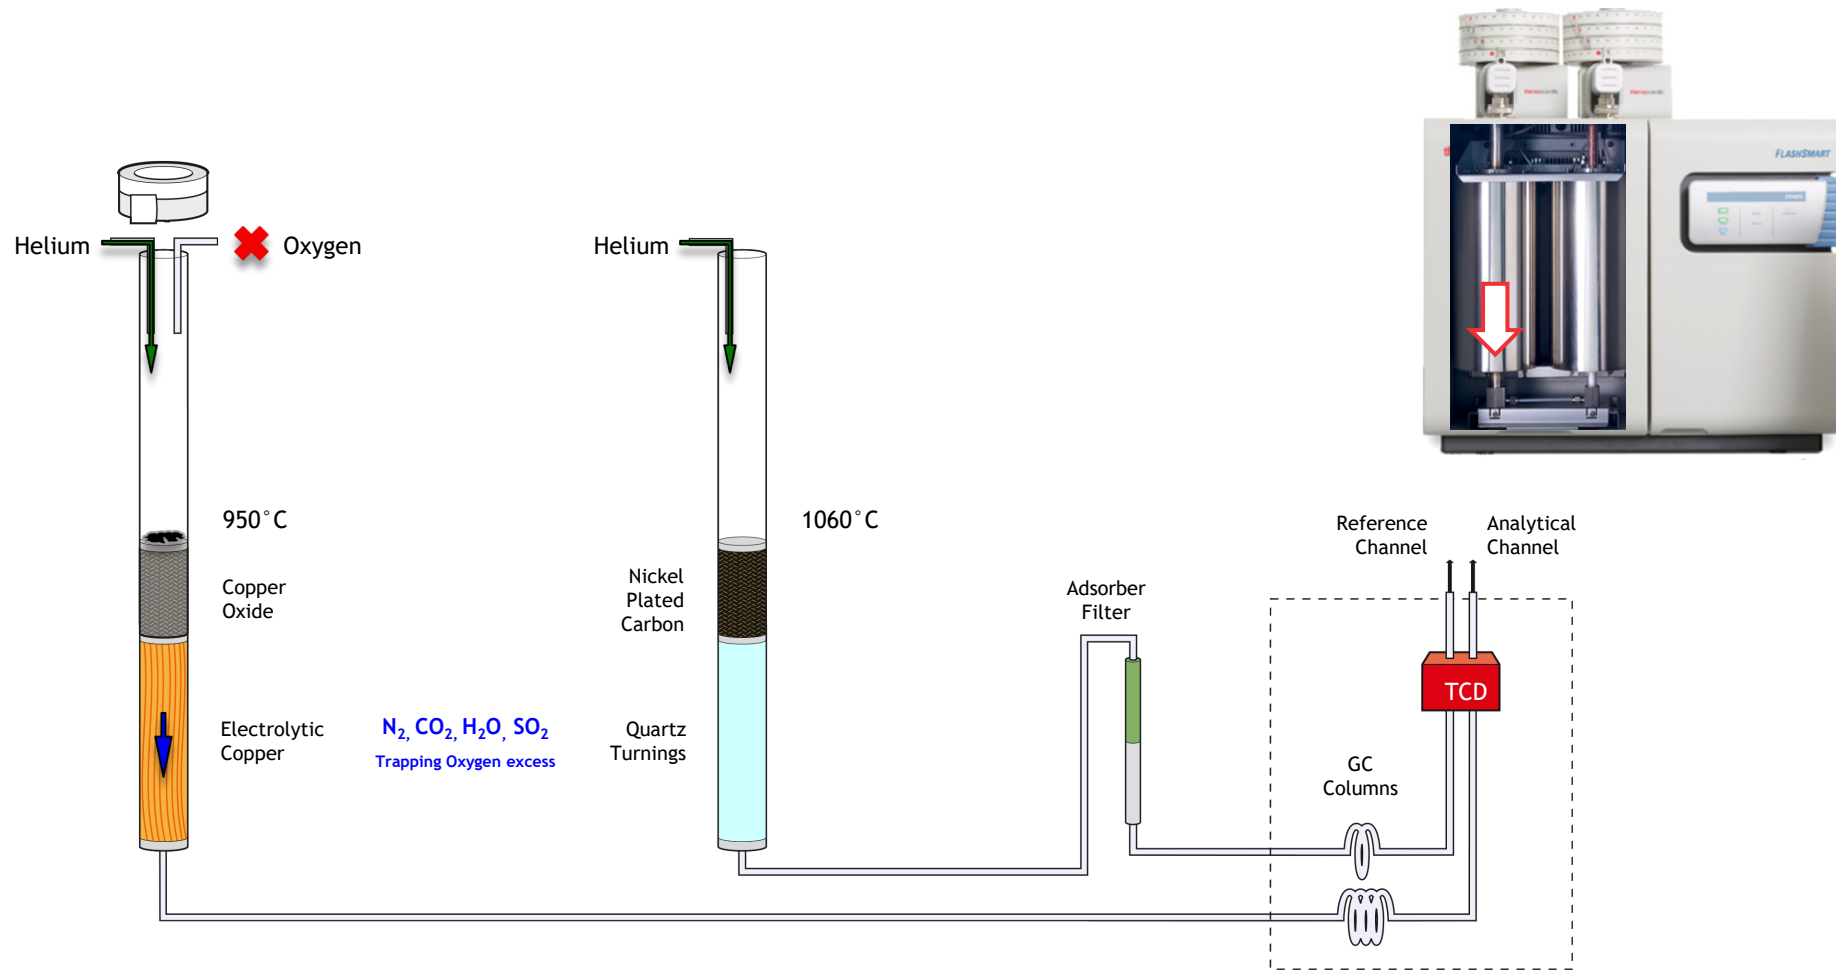 FLASHSMART
Helium
Oxygen
Helium
950°C
1060°C
Reference
Channel
Analytical
Channel
Copper
Oxide
Nickel
Plated
Carbon
Adsorber
Filter
TCD
Electrolytic
Copper
N2, CO2, H2O, SO2
Trapping Oxygen excess
Quartz
Turnings
GC
Columns